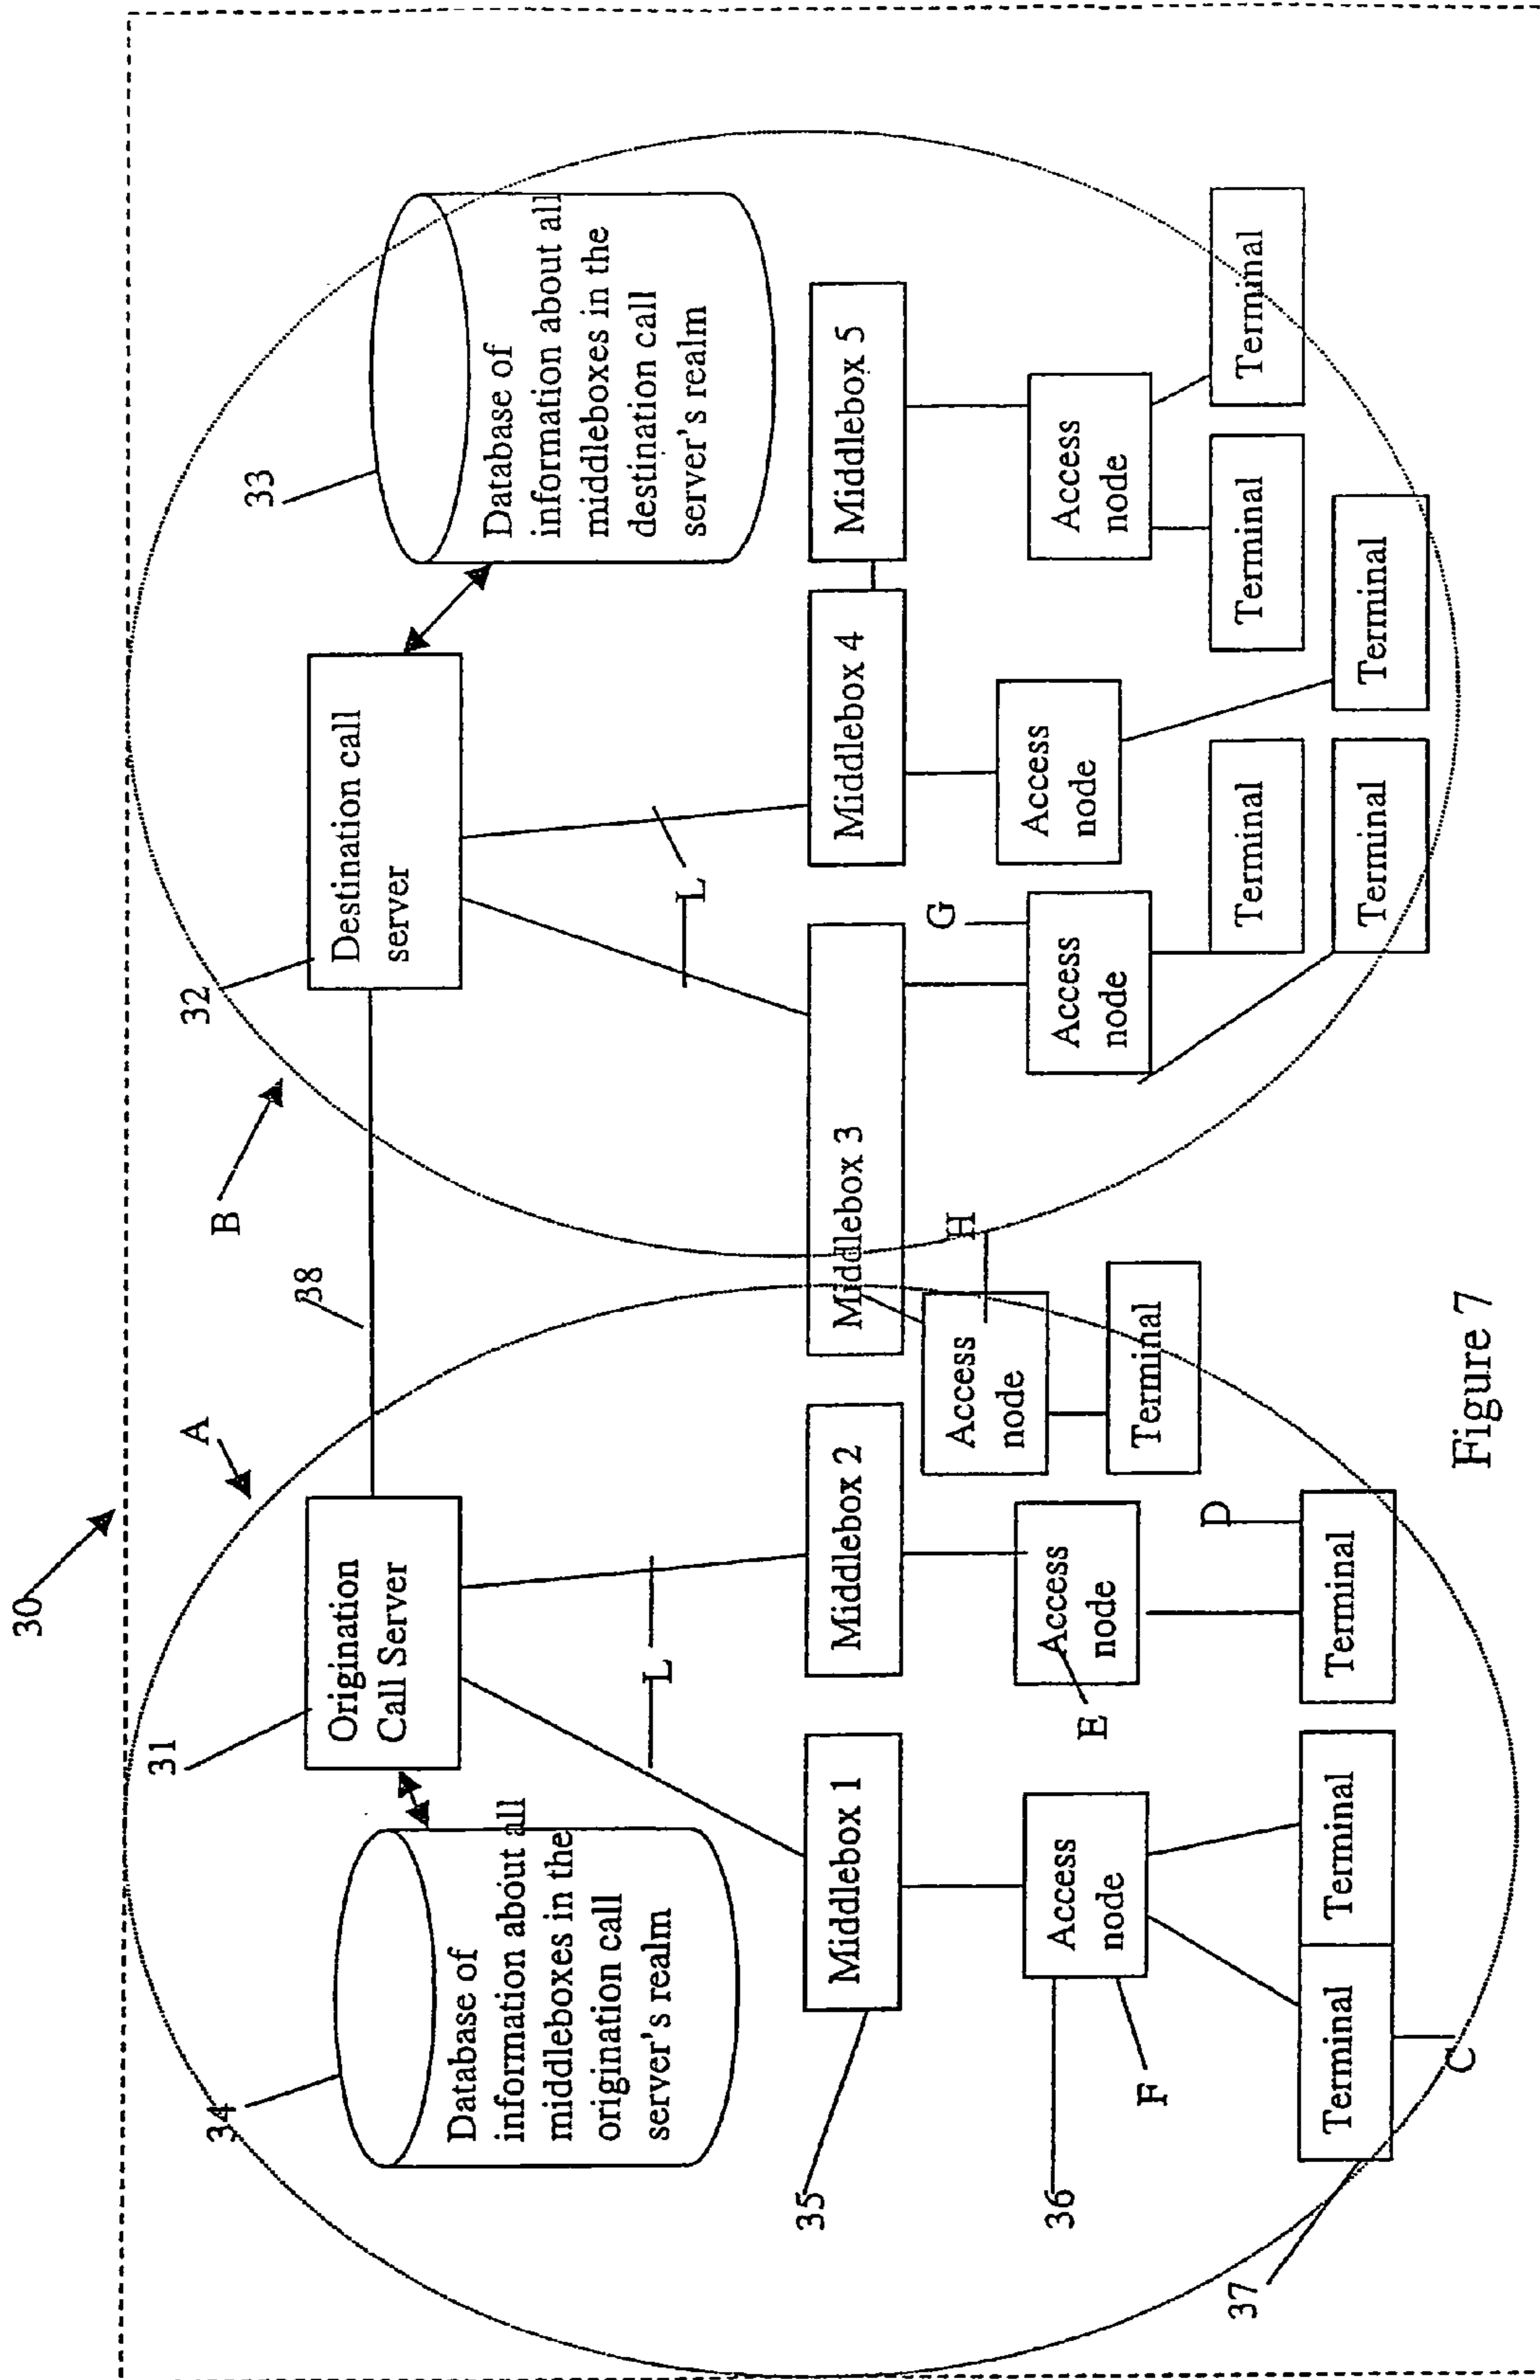 30
A
B
31
Origination
Call Server
38
32
Destination call
server
33
34
Database of
information about all
middleboxes in the
origination call
server's realm
Database of
information about all
middleboxes in the
destination call
server's realm
L
L
35
Middlebox 1
Middlebox 2
Middlebox 3
Middlebox 4
Middlebox 5
36
F
Access
node
E
Access
node
H
Access
node
G
Access
node
Access
node
Access
node
37
C
Terminal
Terminal
D
Terminal
Terminal
Terminal
Terminal
Terminal
Terminal
Terminal
Figure 7